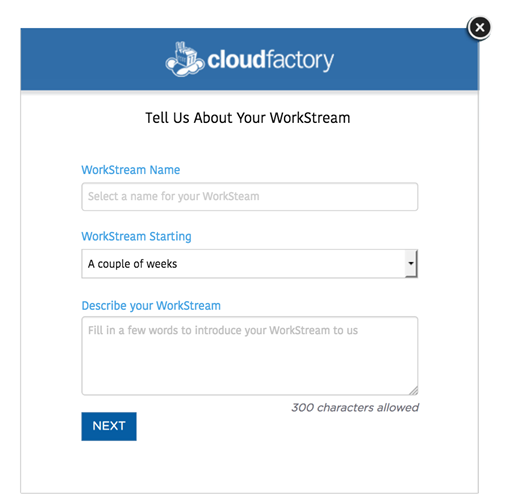 cloudfactory
Tell Us About Your WorkStream
WorkStream Name
Select a name for your WorkSteam
WorkStream Starting
A couple of weeks
Describe your WorkStream
Fill in a few words to introduce your WorkStream to us
300 characters allowed
NEXT